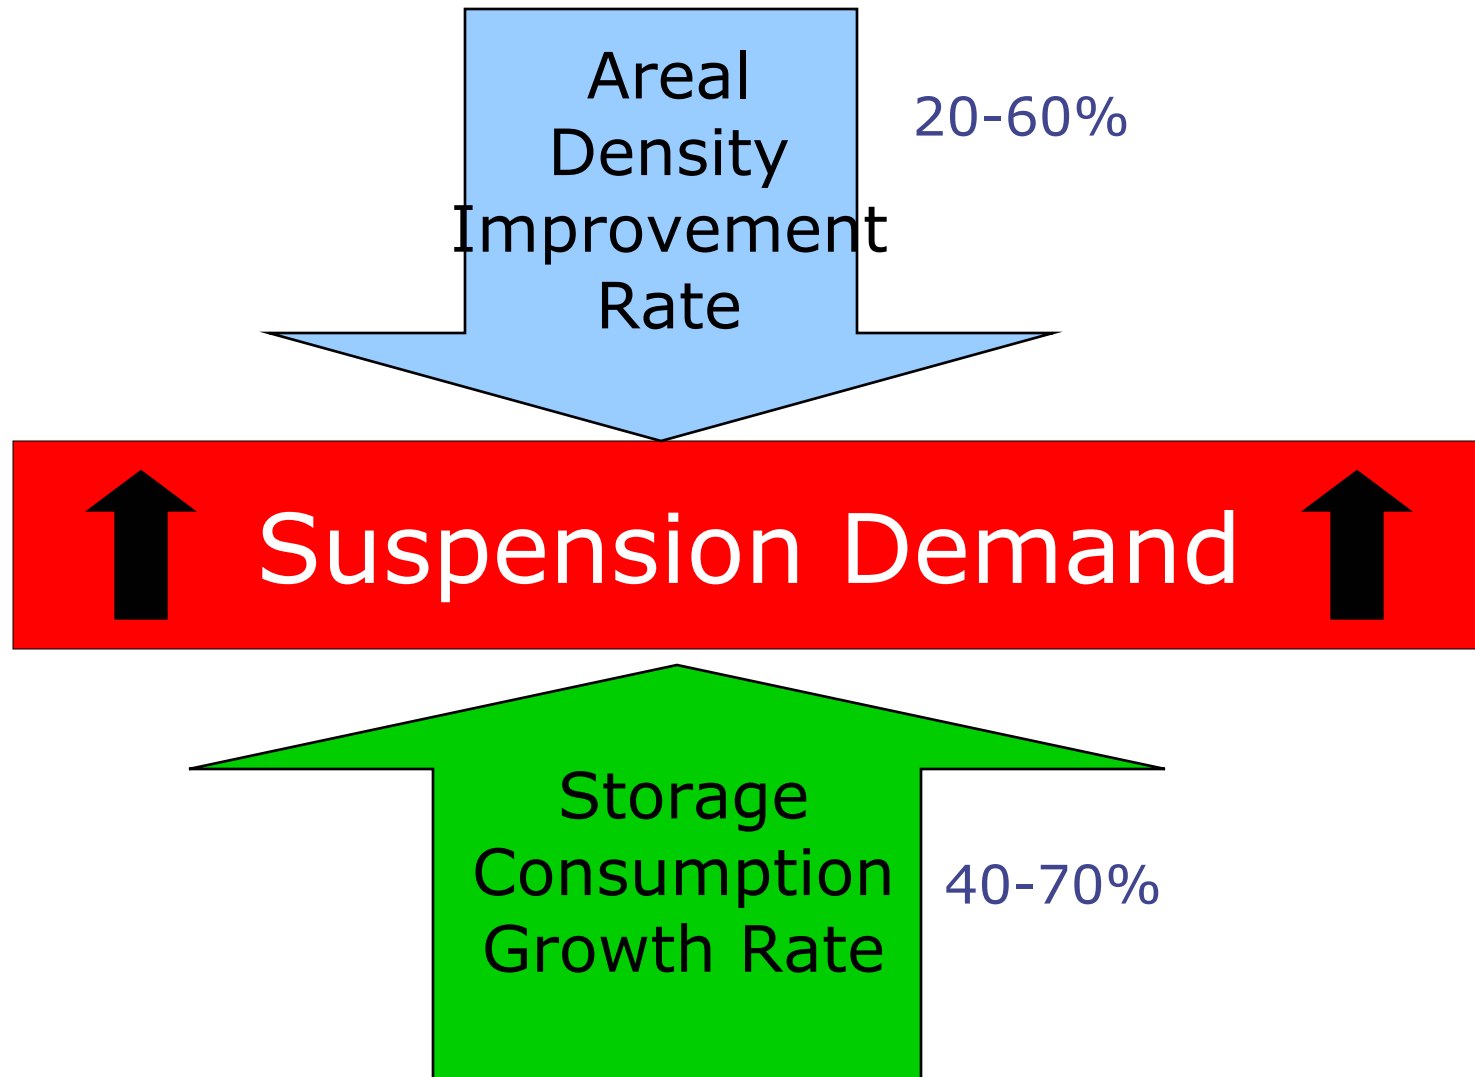 Areal
Density
Improvement
Rate
20-60%
Suspension Demand
Storage
Consumption
Growth Rate
40-70%